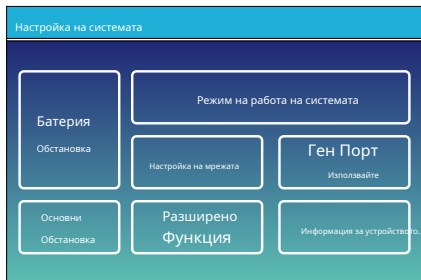 Настройка на системата
Батерия
Обстановка
Режим на работа на системата
Настройка на мрежата
Ген Порт
Използвайте
Основни
Обстановка
Разширено
Функция
Информация за устройството.